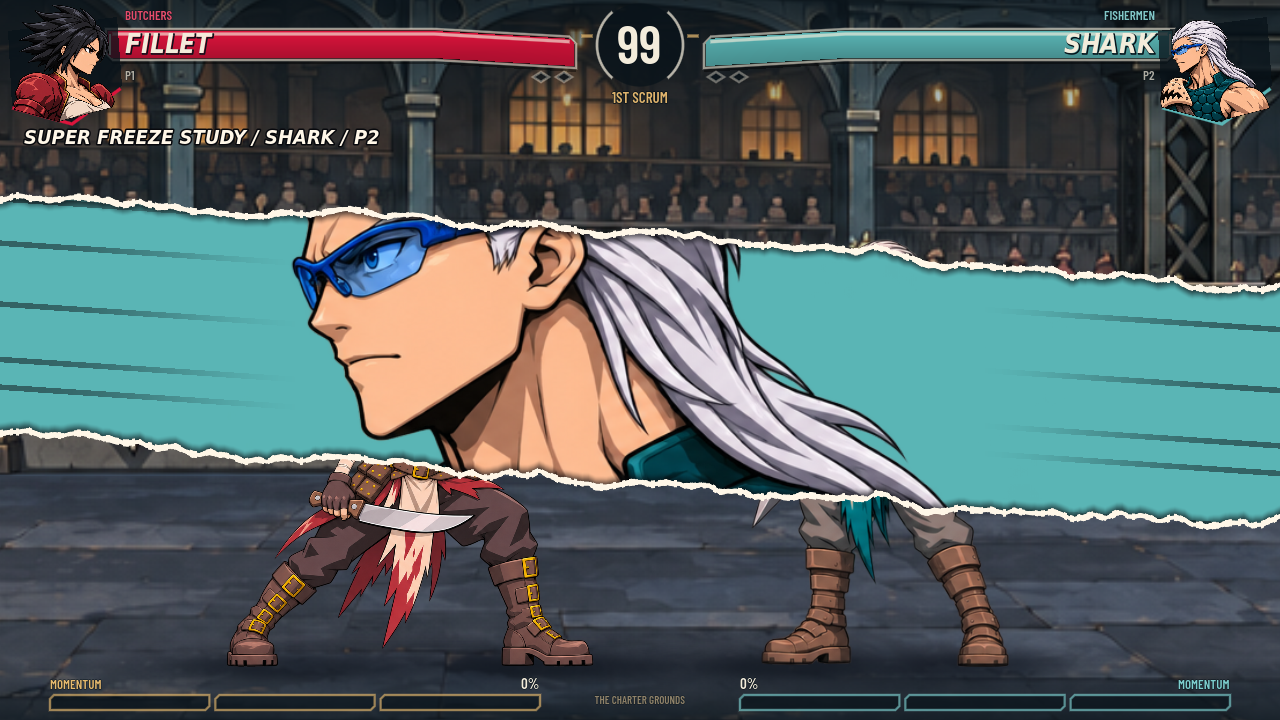 BUTCHERS
FILLET
P1
99
1ST SCRUM
FISHERMEN
SHARK
P2
SUPER FREEZE STUDY / SHARK / P2
MOMENTUM
0%
THE CHARTER GROUNDS
0%
MOMENTUM